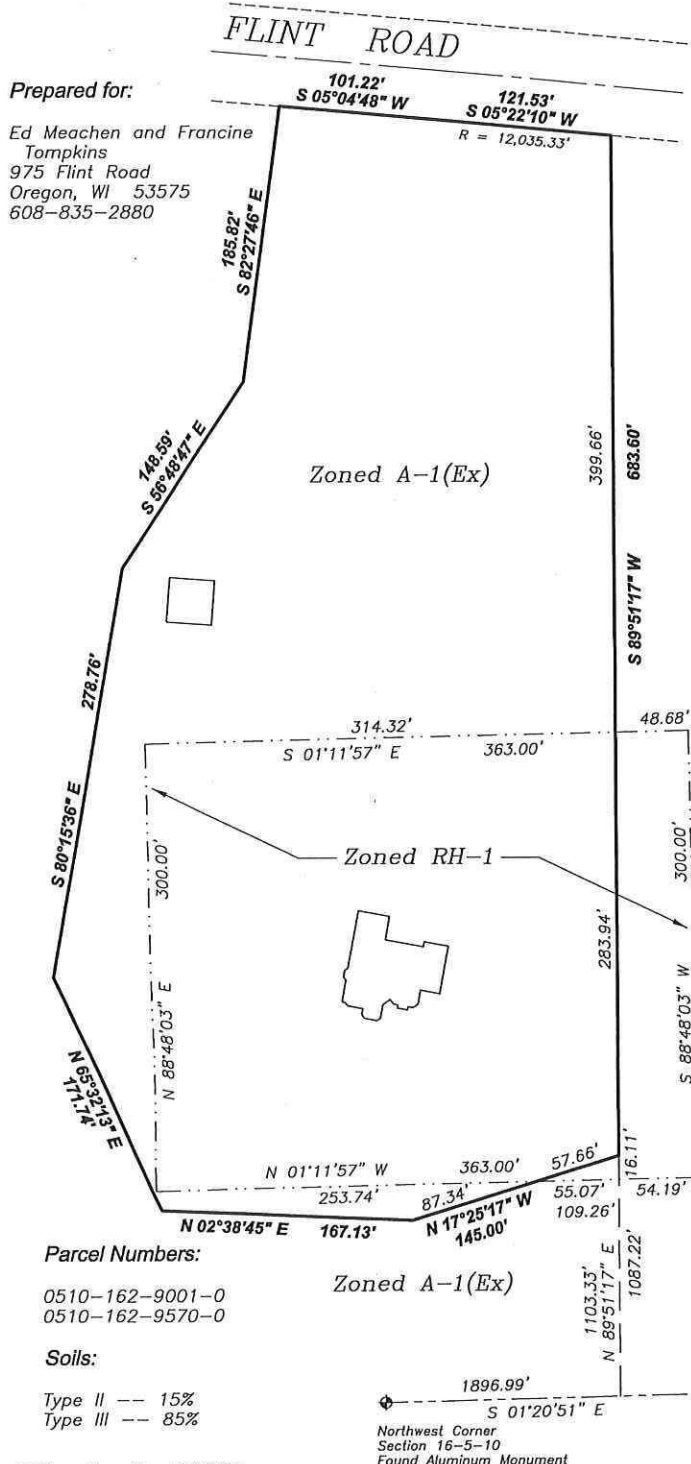 FLINT ROAD
Prepared for:
Ed Meachen and Francine
Tompkins
975 Flint Road
Oregon, WI 53575
608-835-2880
101.22'
S 05°04'48" W
121.53'
S 05°22'10" W
R = 12,035.33'
185.82'
S 82°27'46" E
148.59'
S 56°48'47" E
Zoned A-1(Ex)
399.66'
683.60'
S 89°51'17" W
278.76'
S 80°15'36" E
314.32'
48.68'
S 01°11'57" E
363.00'
Zoned RH-1
300.00'
N 88°48'03" E
283.94'
300.00'
S 88°48'03" W
N 65°32'13" E
171.74'
N 01°11'57" W
363.00'
57.66'
16.11'
253.74'
87.34'
55.07'
54.19'
109.26'
N 02°38'45" E 167.13'
N 17°25'17" W
145.00'
Parcel Numbers:
0510-162-9001-0
0510-162-9570-0
Zoned A-1(Ex)
1103.33'
N 89°51'17" E
1087.22'
Soils:
Type II -- 15%
Type III -- 85%
1896.99'
S 01°20'51" E
Northwest Corner
Section 16-5-10
Found Aluminum Monument